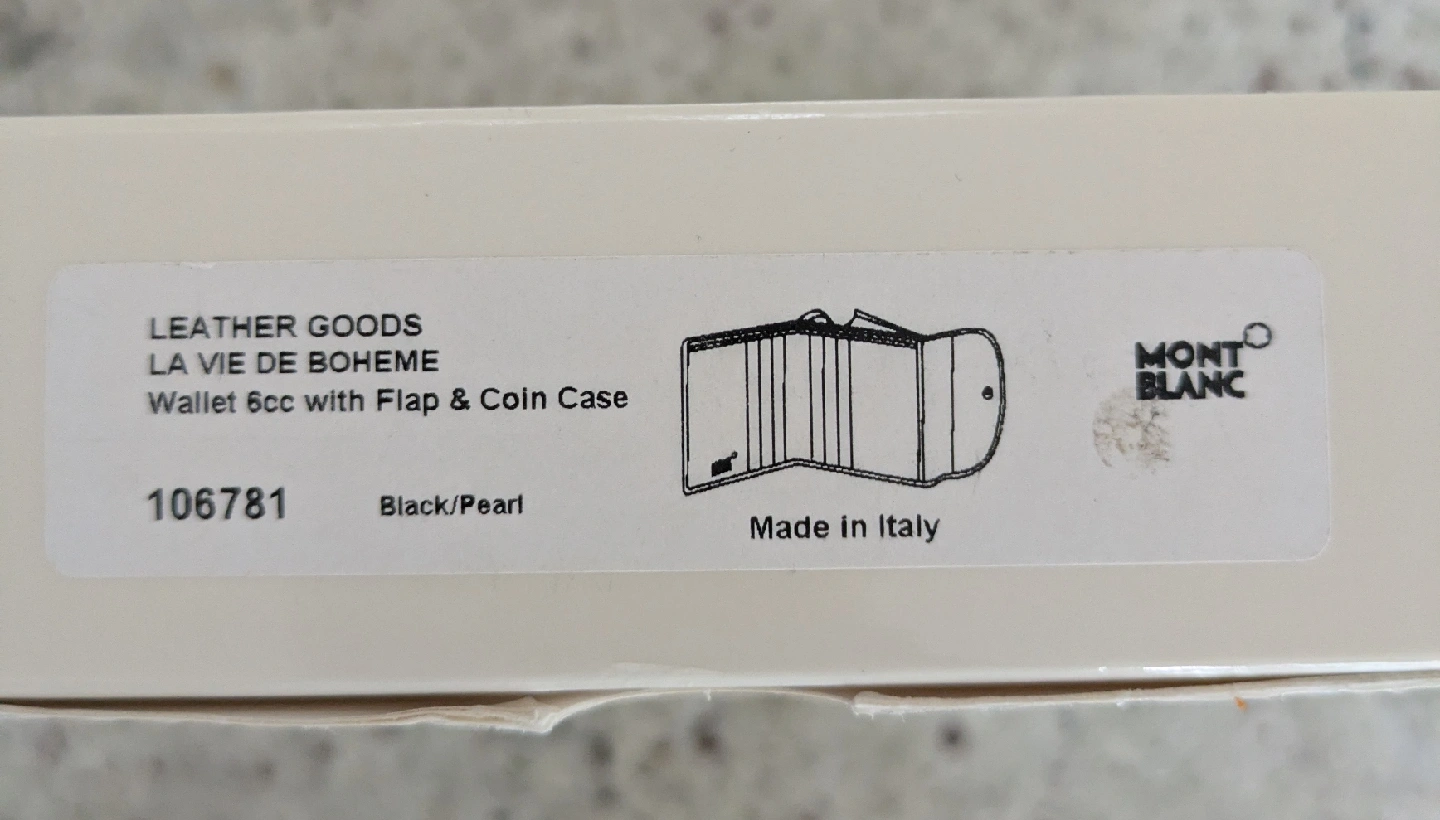 LEATHER GOODS
LA VIE DE BOHEME
Wallet 6cc with Flap & Coin Case
106781 Black/Pearl
Made in Italy
MONT
BLANC